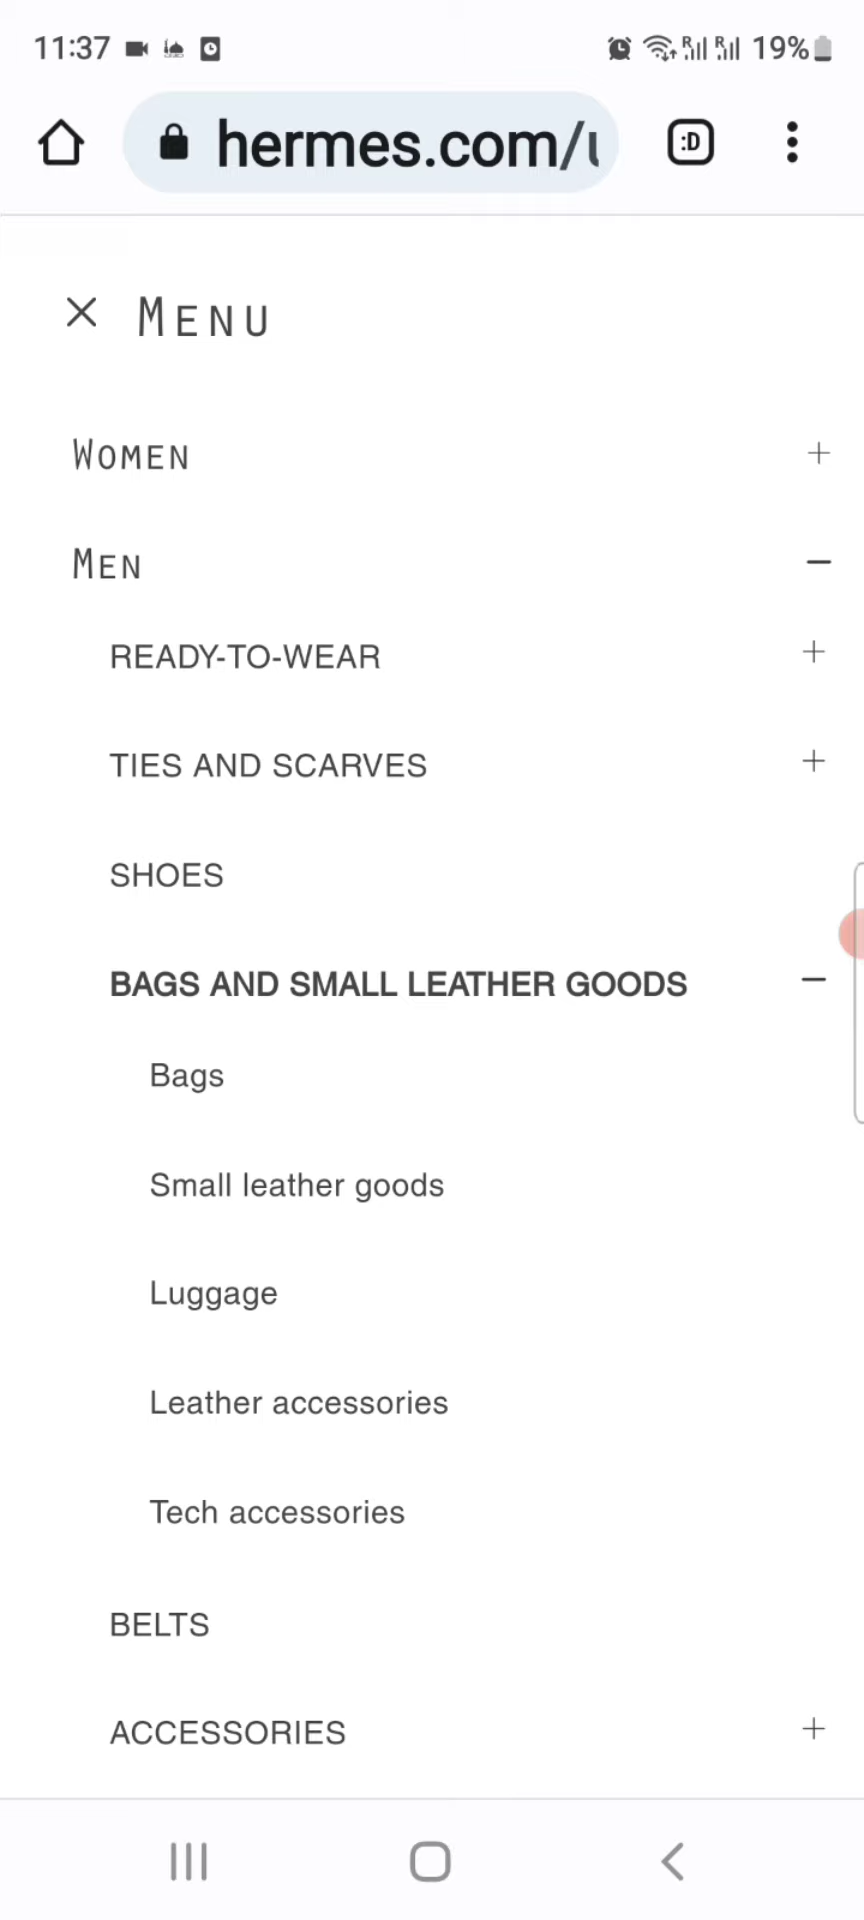 11:37 19%
hermes.com/
:D
MENU
WOMEN
MEN
READY-TO-WEAR
TIES AND SCARVES
SHOES
BAGS AND SMALL LEATHER GOODS
Bags
Small leather goods
Luggage
Leather accessories
Tech accessories
BELTS
ACCESSORIES